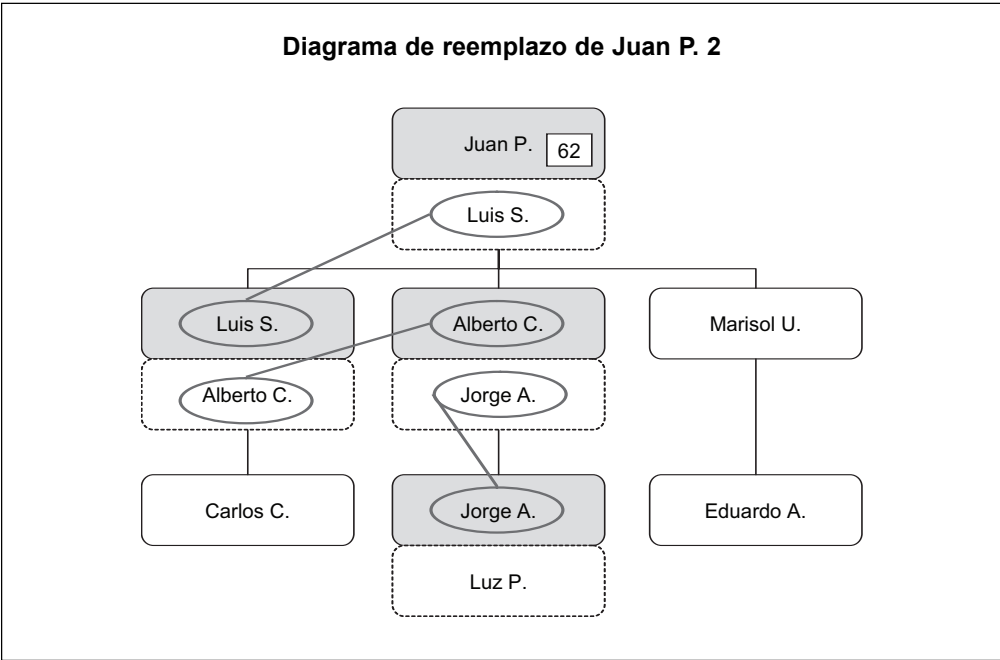 Diagrama de reemplazo de Juan P. 2
Juan P. 62
Luis S.
Luis S. Alberto C. Marisol U.
Alberto C. Jorge A.
Carlos C. Jorge A. Eduardo A.
Luz P.